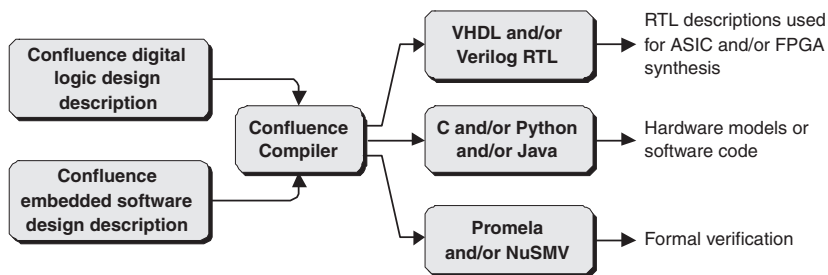 Confluence digital
logic design
description
Confluence
embedded software
design description
Confluence
Compiler
VHDL and/or
Verilog RTL
RTL descriptions used
for ASIC and/or FPGA
synthesis
C and/or Python
and/or Java
Hardware models or
software code
Promela
and/or NuSMV
Formal verification